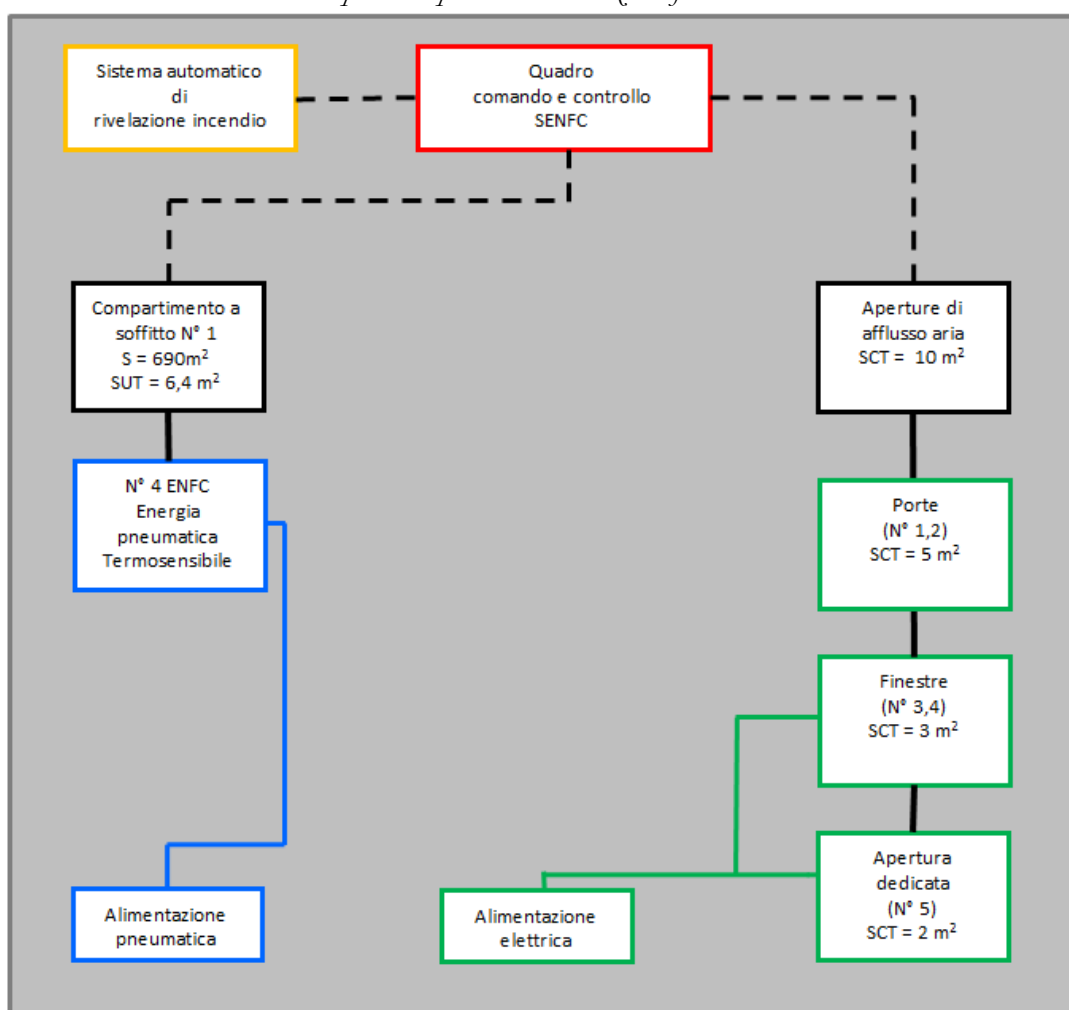 Sistema automatico
di
rivelazione incendio
Quadro
comando e controllo
SENFC
Compartimento a
soffitto N° 1
S = 690m²
SUT = 6,4 m²
Aperture di
afflusso aria
SCT = 10 m²
N° 4 ENFC
Energia
pneumatica
Termosensibile
Porte
(N° 1,2)
SCT = 5 m²
Finestre
(N° 3,4)
SCT = 3 m²
Apertura
dedicata
(N° 5)
SCT = 2 m²
Alimentazione
pneumatica
Alimentazione
elettrica